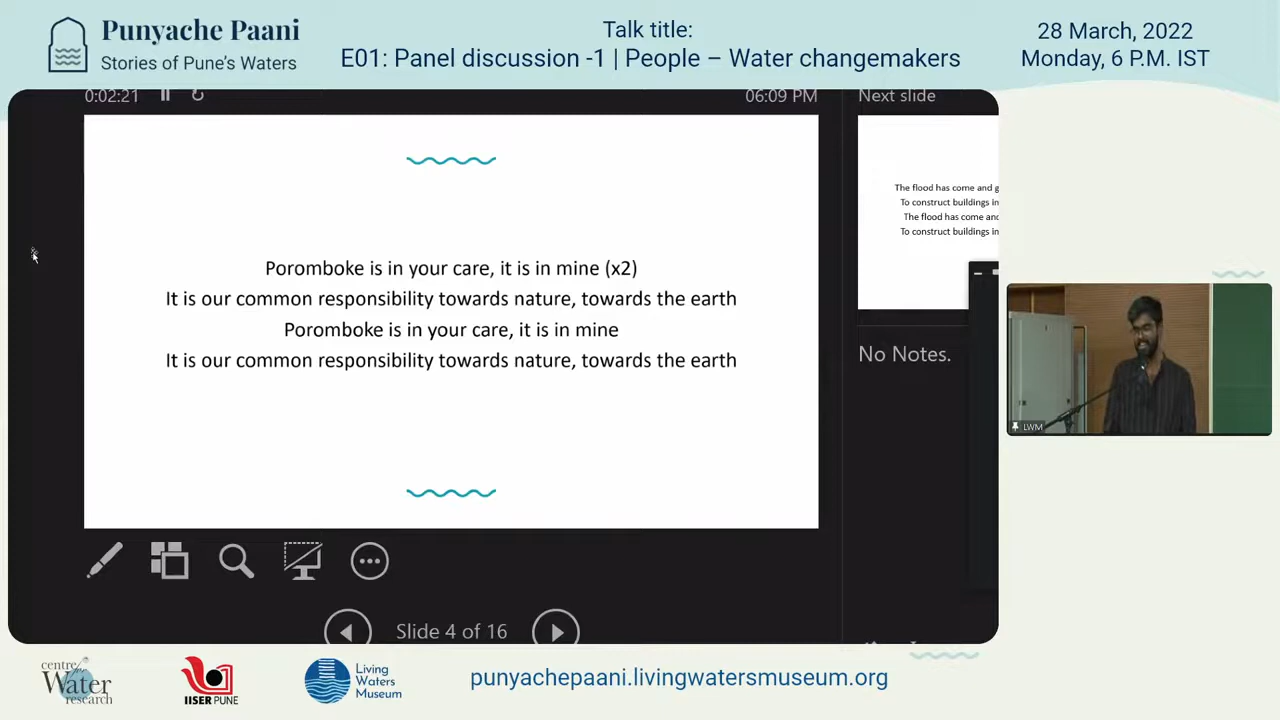 Punyache Paani
Stories of Pune's Waters
Talk title:
E01: Panel discussion -1 | People – Water changemakers
28 March, 2022
Monday, 6 P.M. IST
0:02:21
06:09 PM
Next slide
Poromboke is in your care, it is in mine (x2)
It is our common responsibility towards nature, towards the earth
Poromboke is in your care, it is in mine
It is our common responsibility towards nature, towards the earth
The flood has come and g
To construct buildings in
The flood has come and
To construct buildings in
No Notes.
LWM
Slide 4 of 16
centre for
Water
research
IISER PUNE
Living
Waters
Museum
punyachepaani.livingwatersmuseum.org